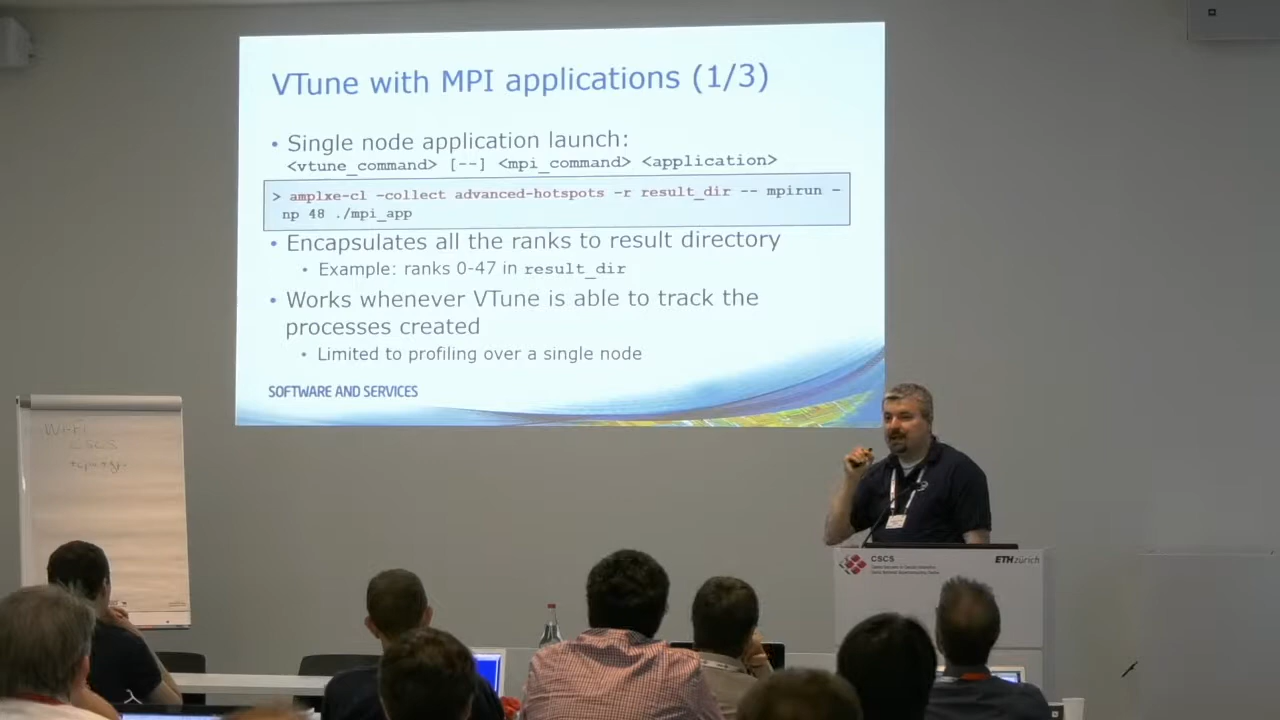 VTune with MPI applications (1/3)
• Single node application launch:
<vtune_command> [--] <mpi_command> <application>
> amplxe-cl -collect advanced-hotspots -r result_dir -- mpirun –
np 48 ./mpi_app
• Encapsulates all the ranks to result directory
• Example: ranks 0-47 in result_dir
• Works whenever VTune is able to track the
processes created
• Limited to profiling over a single node
SOFTWARE AND SERVICES
Wi-Fi
CSCS
CSCS
ETH zürich